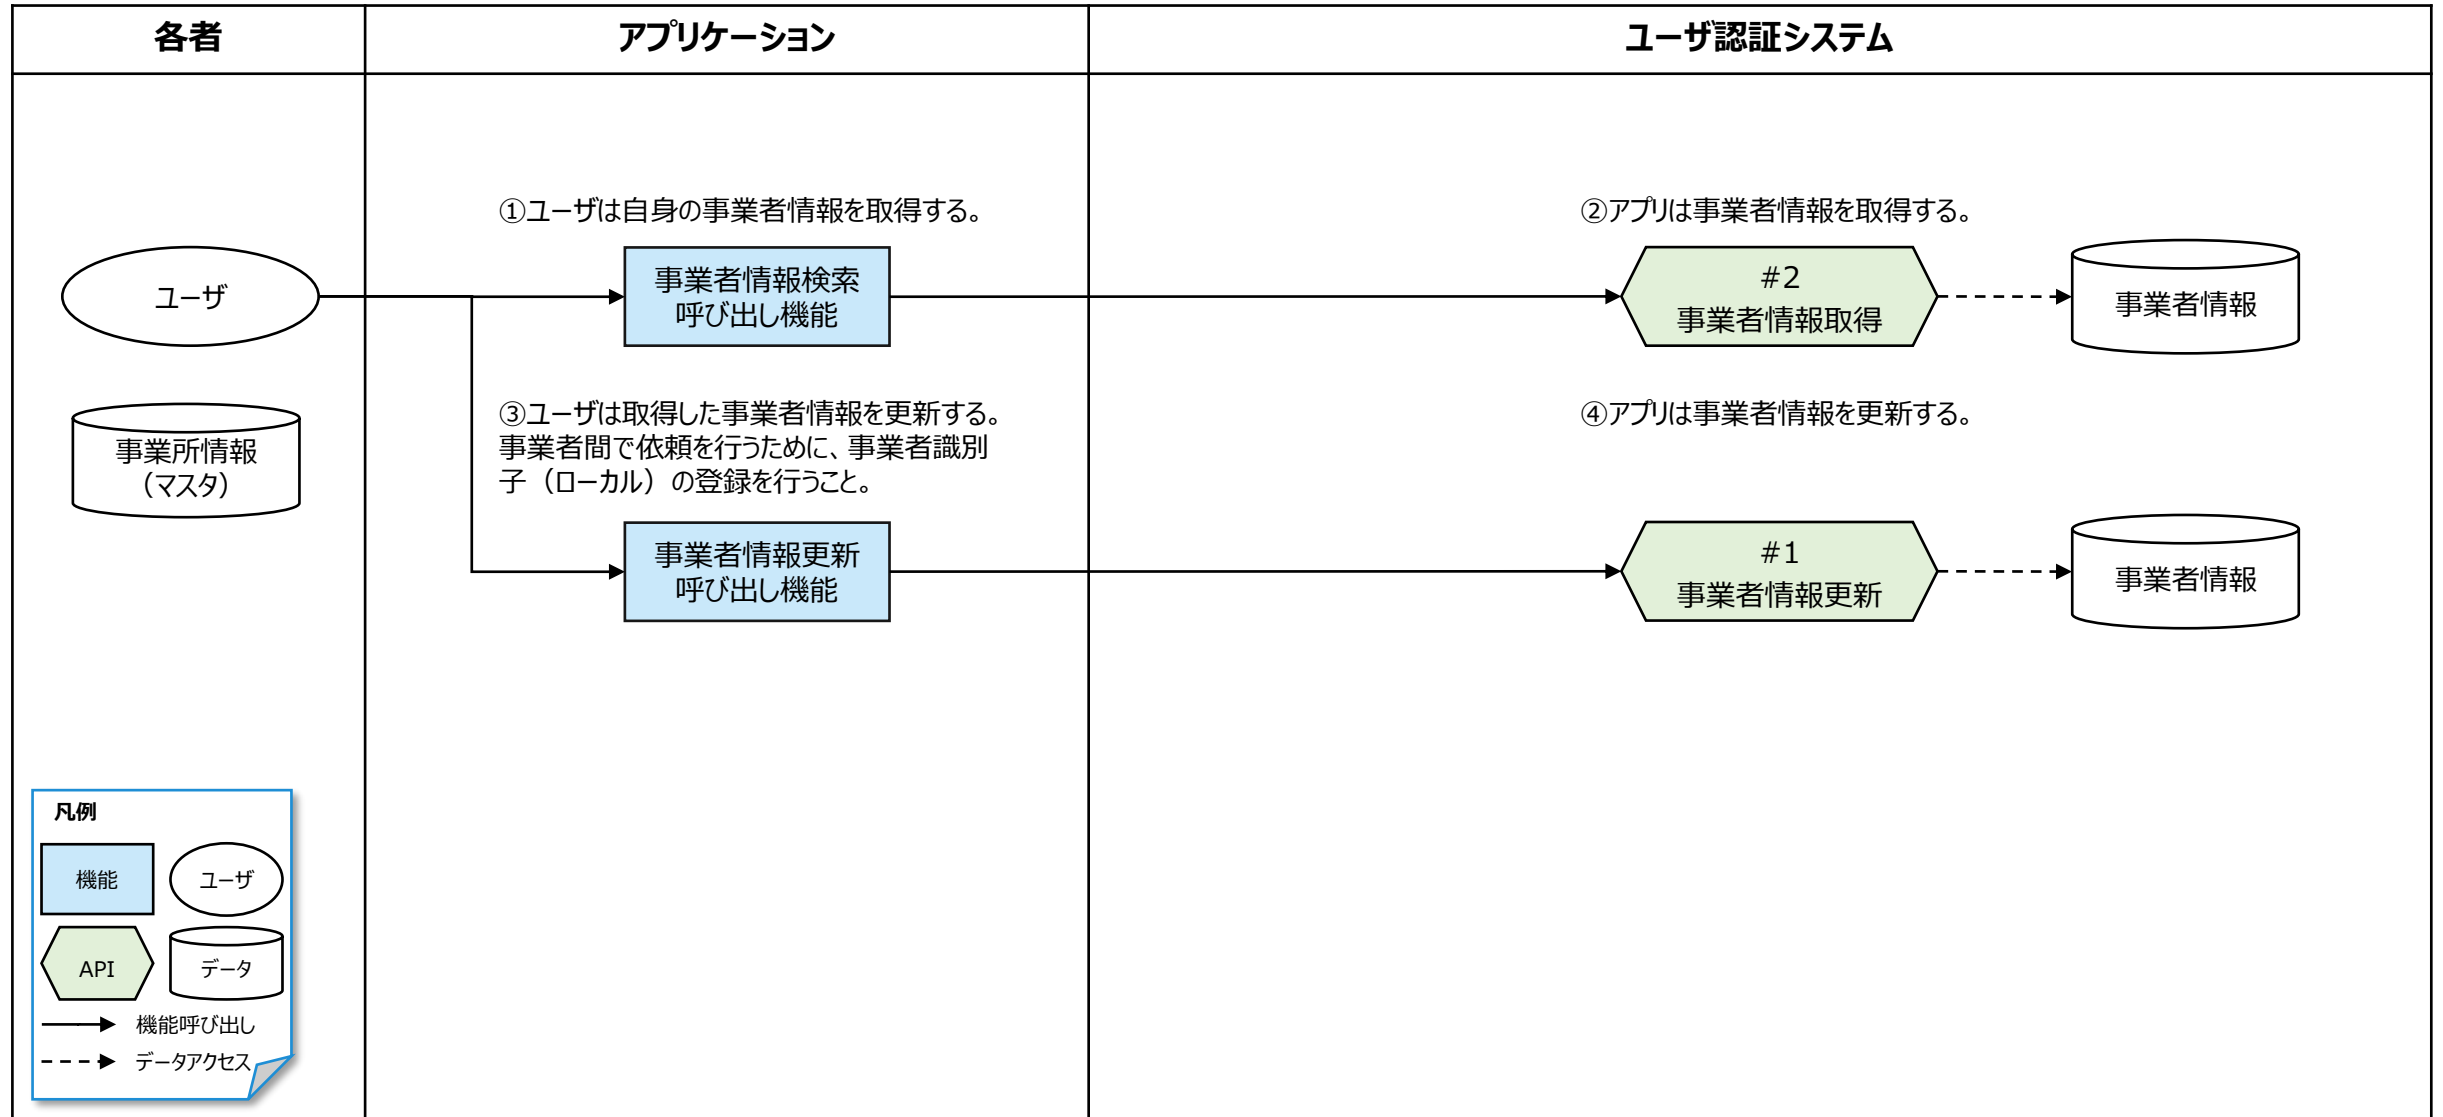 各者
アプリケーション
ユーザ認証システム
①ユーザは自身の事業者情報を取得する。
②アプリは事業者情報を取得する。
ユーザ
事業者情報検索
呼び出し機能
#2
事業者情報取得
事業者情報
事業所情報
（マスタ）
③ユーザは取得した事業者情報を更新する。
事業者間で依頼を行うために、事業者識別
子（ローカル）の登録を行うこと。
④アプリは事業者情報を更新する。
事業者情報更新
呼び出し機能
#1
事業者情報更新
事業者情報
凡例
機能
ユーザ
API
データ
機能呼び出し
データアクセス